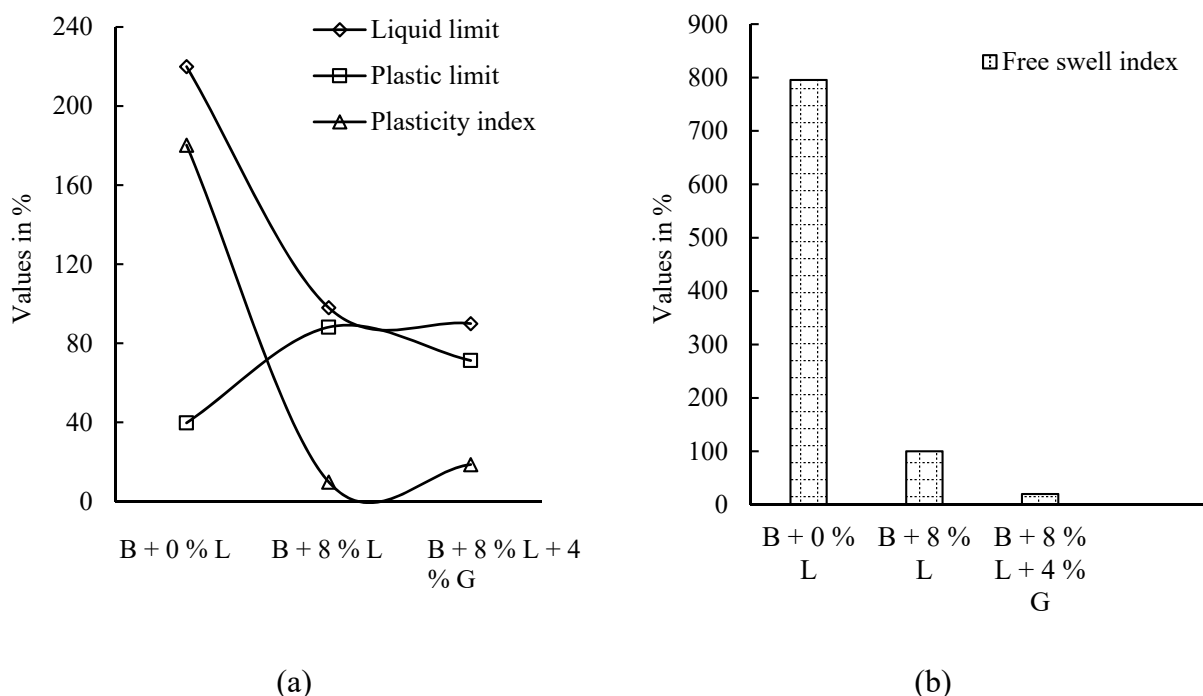 240
200
160
120
80
40
0
Values in %
Liquid limit
Plastic limit
Plasticity index
B + 0 % L
B + 8 % L
B + 8 % L + 4
% G
(a)
900
800
700
600
500
400
300
200
100
0
Values in %
Free swell index
B + 0 %
L
B + 8 %
L
B + 8 %
L + 4 %
G
(b)